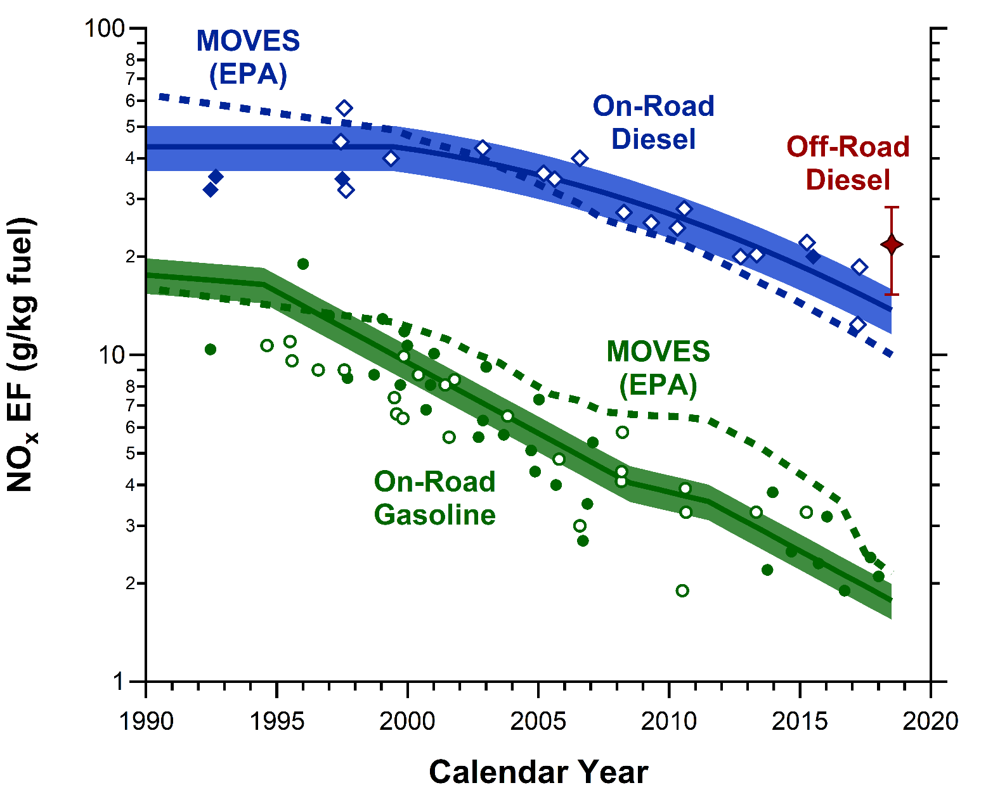 100
8
7
6
5
4
3
2
10
8
7
6
5
4
3
2
1
NOx EF (g/kg fuel)
MOVES
(EPA)
On-Road
Diesel
Off-Road
Diesel
MOVES
(EPA)
On-Road
Gasoline
1990 1995 2000 2005 2010 2015 2020
Calendar Year